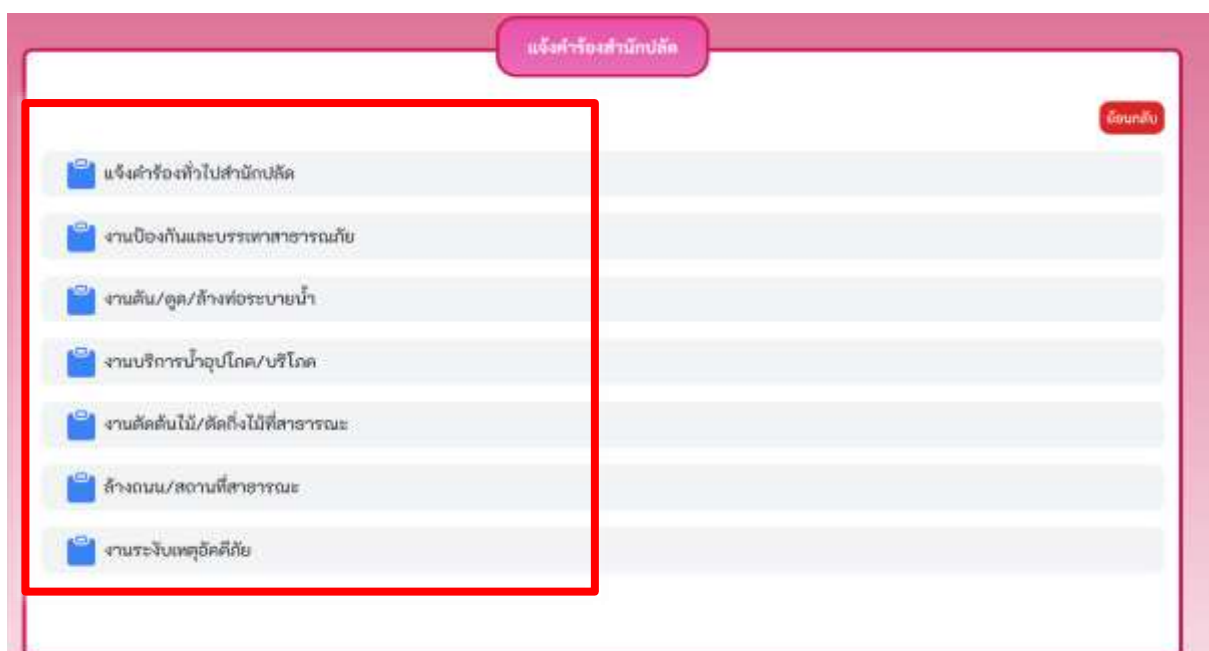 แจ้งคำร้องสำนักปลัด
ย้อนกลับ
แจ้งคำร้องทั่วไปสำนักปลัด
งานป้องกันและบรรเทาสาธารณภัย
งานดัน/ดูด/ล้างท่อระบายน้ำ
งานบริการน้ำอุปโภค/บริโภค
งานตัดต้นไม้/ตัดกิ่งไม้ที่สาธารณะ
ล้างถนน/สถานที่สาธารณะ
งานระงับเหตุอัคคีภัย